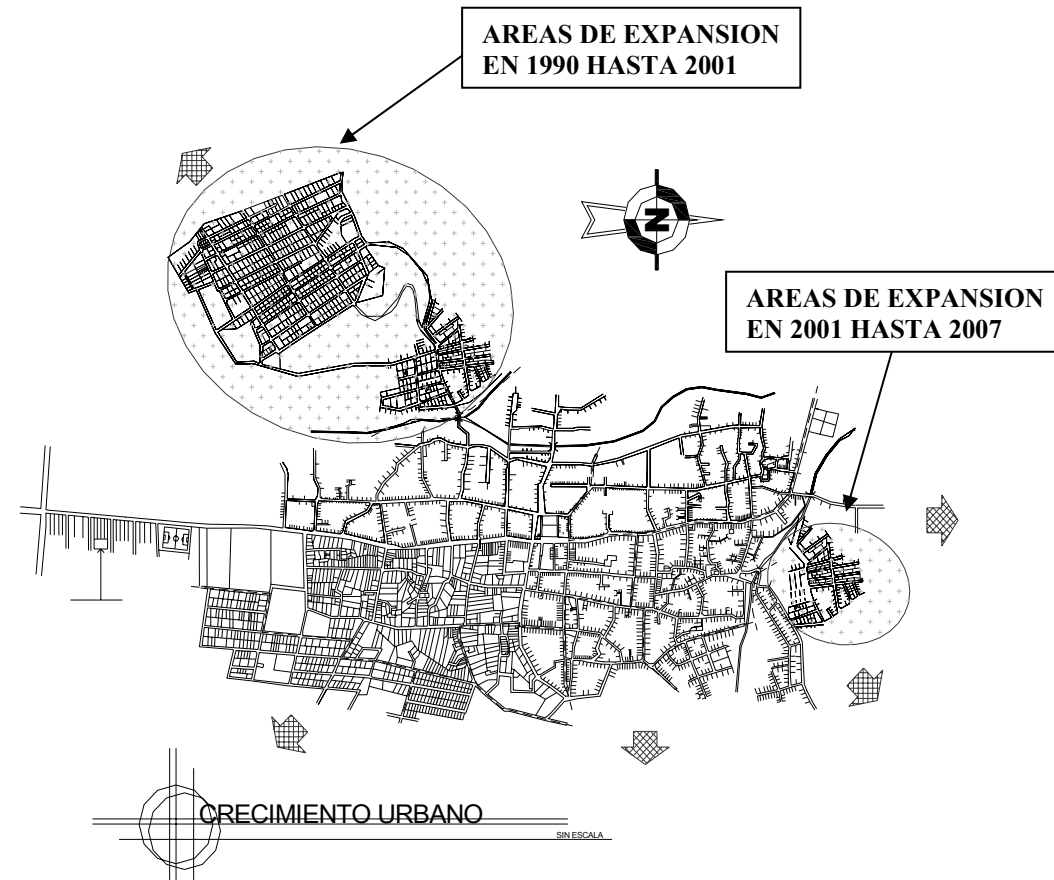 AREAS DE EXPANSION
EN 1990 HASTA 2001
N
AREAS DE EXPANSION
EN 2001 HASTA 2007
CRECIMIENTO URBANO
SIN ESCALA